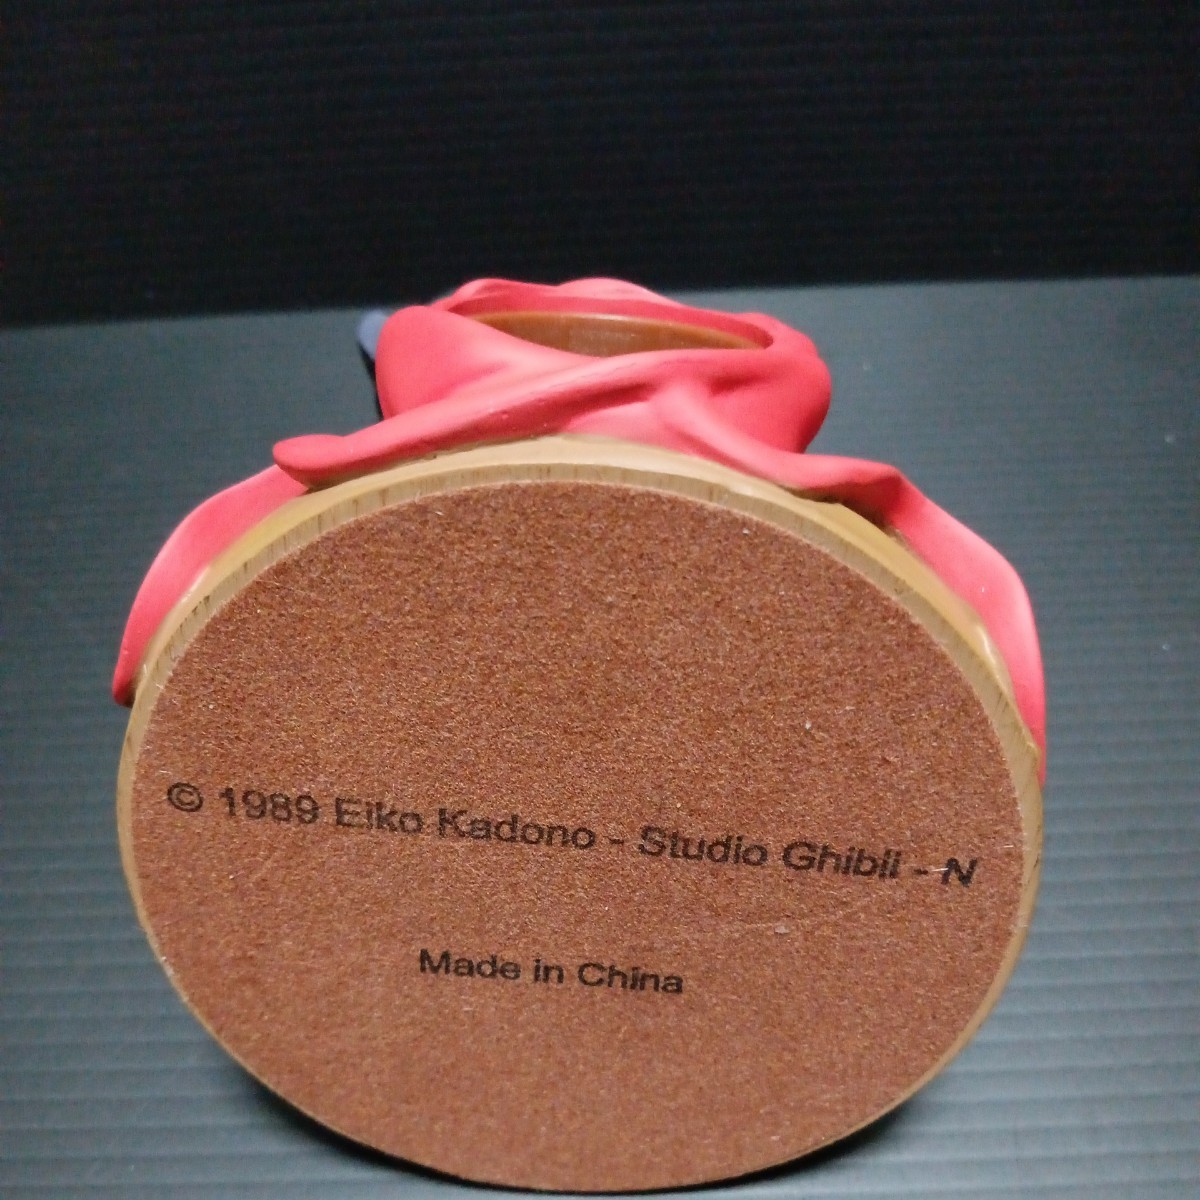 © 1989 Eiko Kadono - Studio Ghibli - N
Made in China